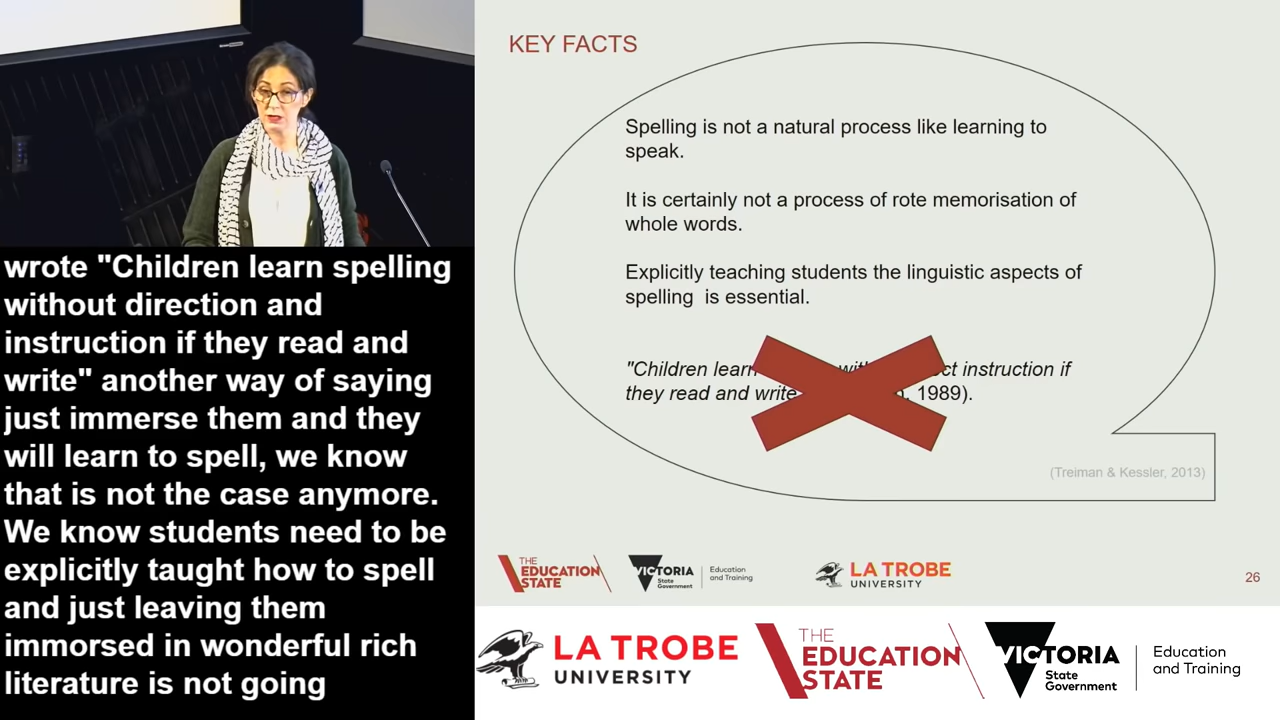 wrote "Children learn spelling
without direction and
instruction if they read and
write" another way of saying
just immerse them and they
will learn to spell, we know
that is not the case anymore.
We know students need to be
explicitly taught how to spell
and just leaving them
immorsed in wonderful rich
literature is not going
KEY FACTS
Spelling is not a natural process like learning to
speak.
It is certainly not a process of rote memorisation of
whole words.
Explicitly teaching students the linguistic aspects of
spelling is essential.
"Children learn instruction if
they read and write 1989).
(Treiman & Kessler, 2013)
THE
EDUCATION
STATE
VICTORIA
State
Government
Education
and Training
LA TROBE
UNIVERSITY
26
LA TROBE
UNIVERSITY
THE
EDUCATION
STATE
VICTORIA
State
Government
Education
and Training